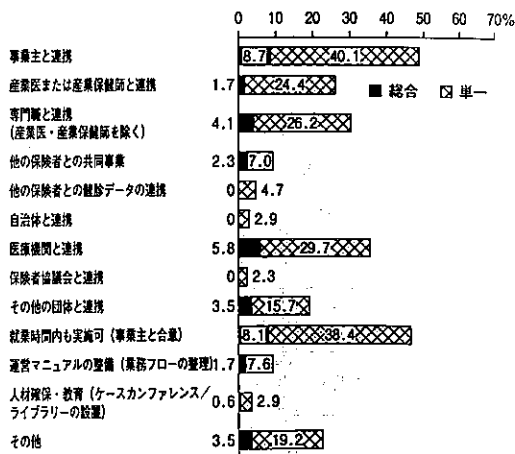 0 10 20 30 40 50 60 70%
■ 総合 単一
事業主と連携 8.7 40.1
産業医または産業保健師と連携 1.7 24.4
専門職と連携
(産業医・産業保健師を除く) 4.1 26.2
他の保険者との共同事業 2.3 7.0
他の保険者との健診データの連携 0 4.7
自治体と連携 0 2.9
医療機関と連携 5.8 29.7
保険者協議会と連携 0 2.3
その他の団体と連携 3.5 15.7
就業時間内も実施可（事業主と合意） 8.1 38.4
運営マニュアルの整備（業務フローの整理） 1.7 7.6
人材確保・教育（ケースカンファレンス/
ライブラリーの設置） 0.6 2.9
その他 3.5 19.2